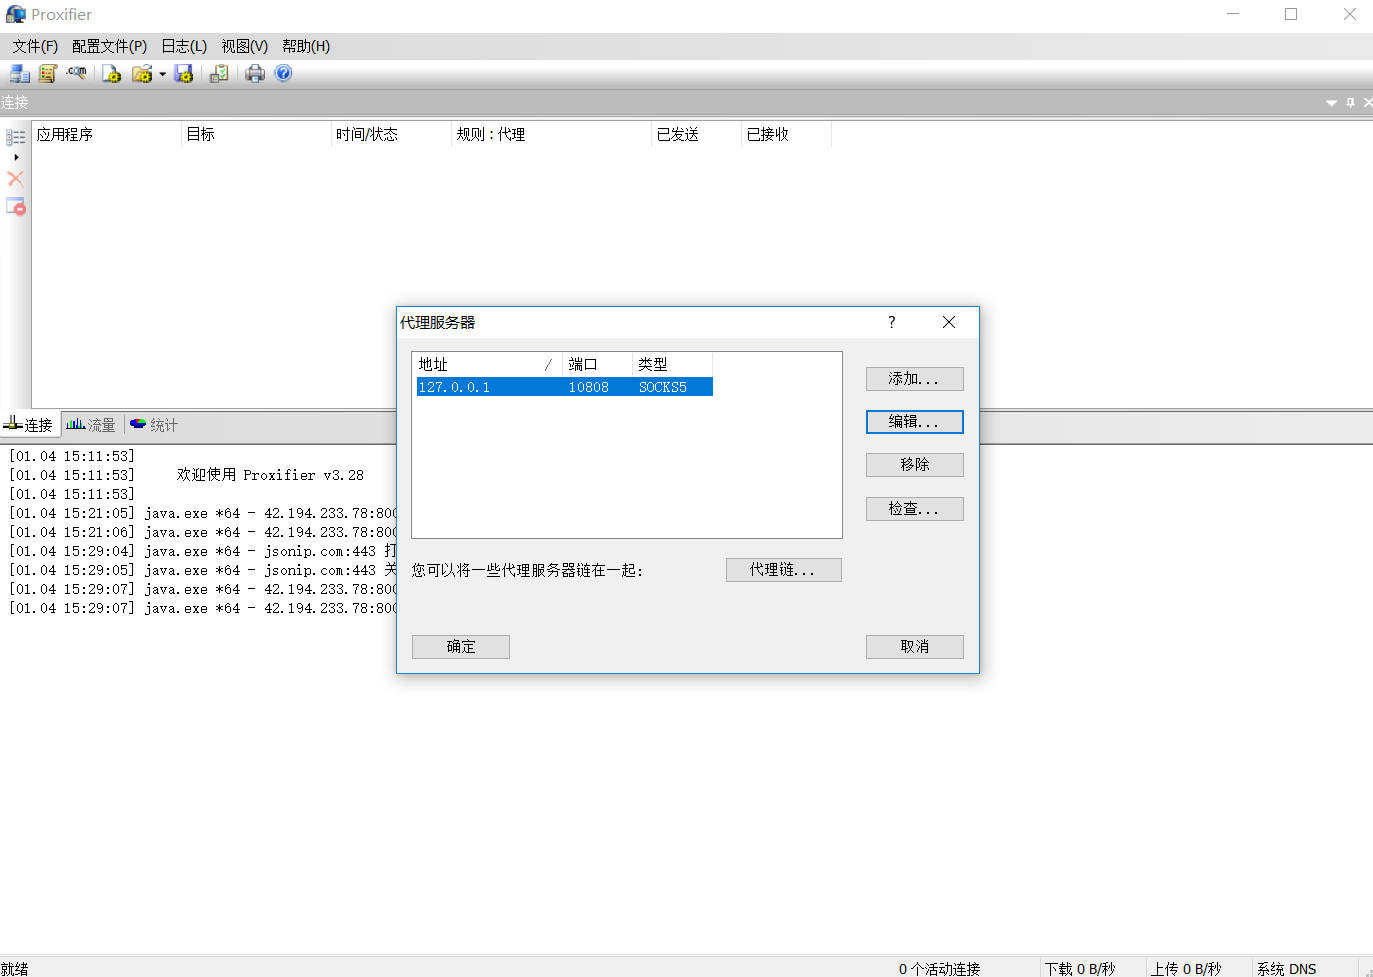 Proxifier
文件(F) 配置文件(P) 日志(L) 视图(V) 帮助(H)
连接
应用程序 目标 时间/状态 规则 : 代理 已发送 已接收
代理服务器 ?
地址 / 端口 类型
127.0.0.1 10808 SOCKS5
添加...
编辑...
移除
检查...
您可以将一些代理服务器链在一起:
代理链...
确定 取消
连接 流量 统计
[01.04 15:11:53]
[01.04 15:11:53] 欢迎使用 Proxifier v3.28
[01.04 15:11:53]
[01.04 15:21:05] java.exe *64 - 42.194.233.78:800
[01.04 15:21:06] java.exe *64 - 42.194.233.78:800
[01.04 15:29:04] java.exe *64 - jsonip.com:443 打
[01.04 15:29:05] java.exe *64 - jsonip.com:443 关
[01.04 15:29:07] java.exe *64 - 42.194.233.78:800
[01.04 15:29:07] java.exe *64 - 42.194.233.78:800
就绪 0 个活动连接 下载 0 B/秒 上传 0 B/秒 系统 DNS